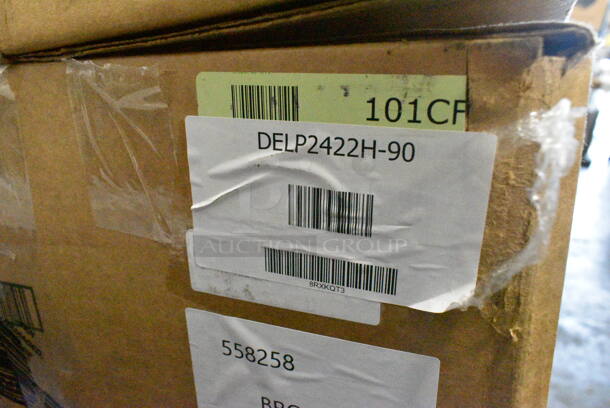 101CF
DELP2422H-90
AUCTION GROUP
8RXKQT3
558258